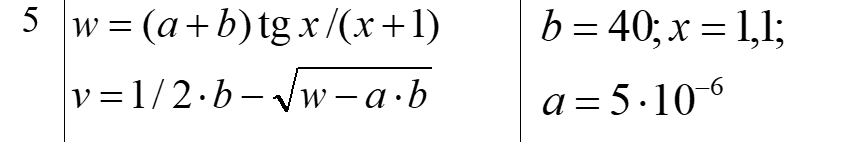 5 w = (a + b) tg x /(x + 1) b = 40; x = 1,1;
v = 1 / 2 · b − √(w − a · b) a = 5 · 10⁻⁶